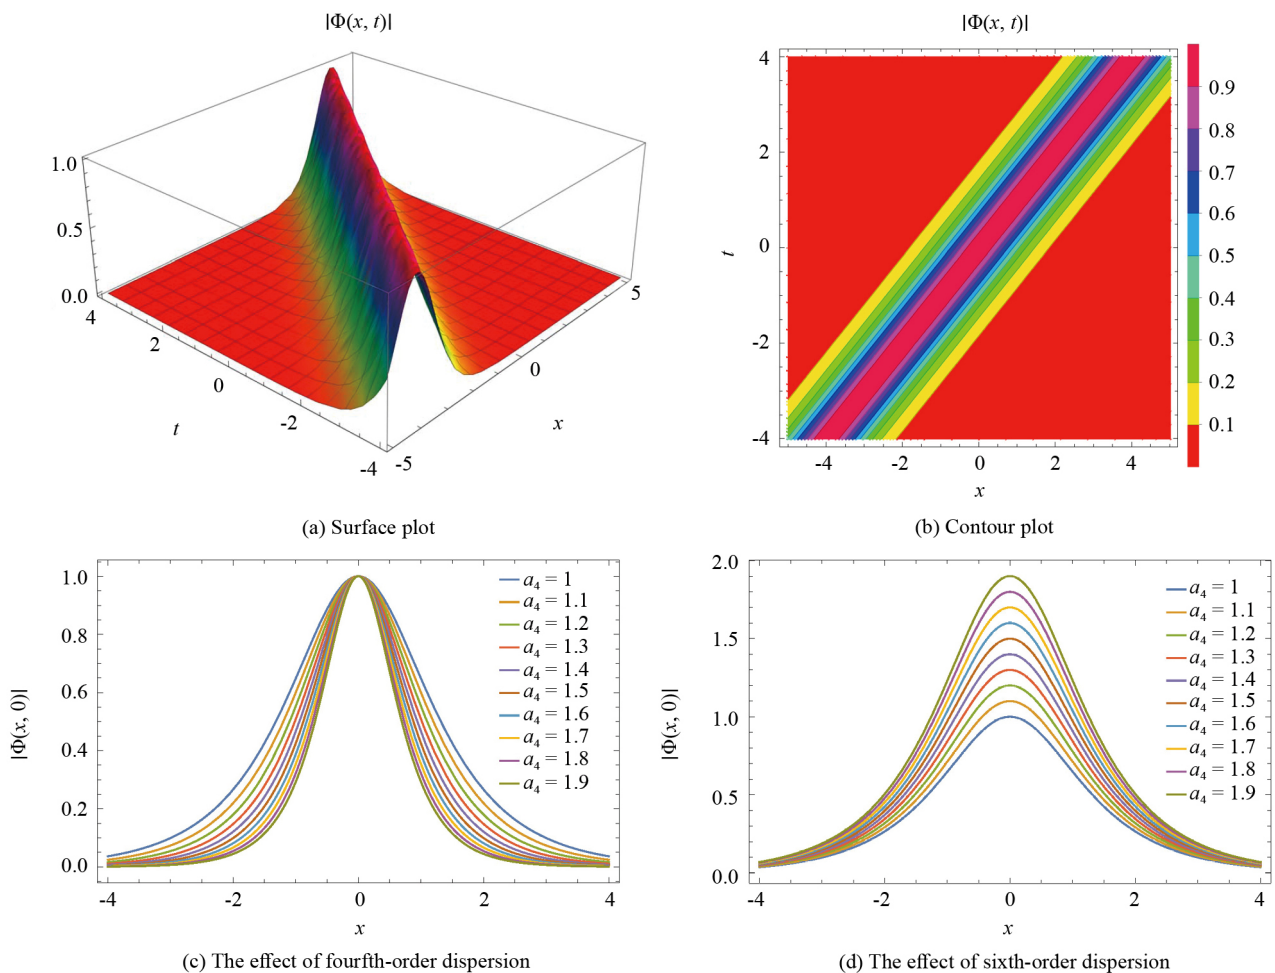 |Φ(x, t)|
1.0
0.5
0.0
4
2
0
-2
-4
t
-5
0
5
x
(a) Surface plot
|Φ(x, t)|
4
2
0
-2
-4
t
-4
-2
0
2
4
x
0.9
0.8
0.7
0.6
0.5
0.4
0.3
0.2
0.1
(b) Contour plot
|Φ(x, 0)|
1.0
0.8
0.6
0.4
0.2
0.0
-4
-2
0
2
4
x
a₄ = 1
a₄ = 1.1
a₄ = 1.2
a₄ = 1.3
a₄ = 1.4
a₄ = 1.5
a₄ = 1.6
a₄ = 1.7
a₄ = 1.8
a₄ = 1.9
(c) The effect of fourth-order dispersion
|Φ(x, 0)|
2.0
1.5
1.0
0.5
0.0
-4
-2
0
2
4
x
a₄ = 1
a₄ = 1.1
a₄ = 1.2
a₄ = 1.3
a₄ = 1.4
a₄ = 1.5
a₄ = 1.6
a₄ = 1.7
a₄ = 1.8
a₄ = 1.9
(d) The effect of sixth-order dispersion